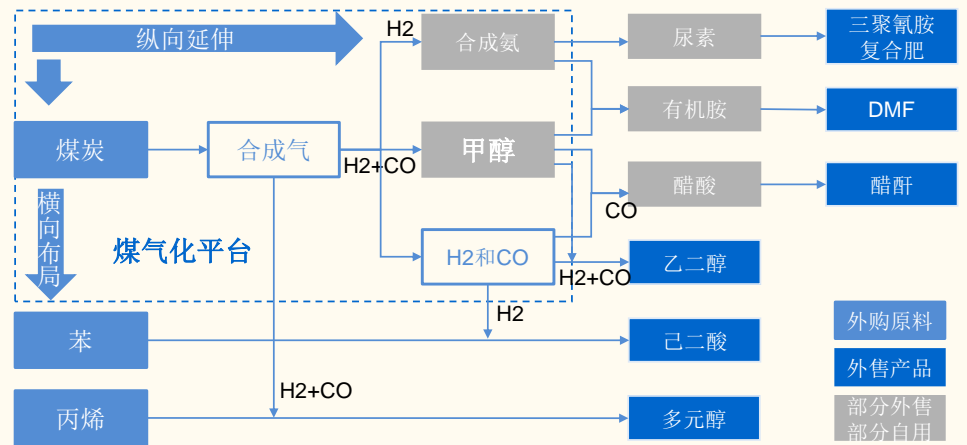 纵向延伸
H2
合成氨
尿素
三聚氰胺
复合肥
有机胺
DMF
煤炭
合成气
H2+CO
甲醇
醋酸
醋酐
CO
横向布局
煤气化平台
H2和CO
H2+CO
乙二醇
H2
苯
己二酸
外购原料
外售产品
H2+CO
丙烯
多元醇
部分外售
部分自用